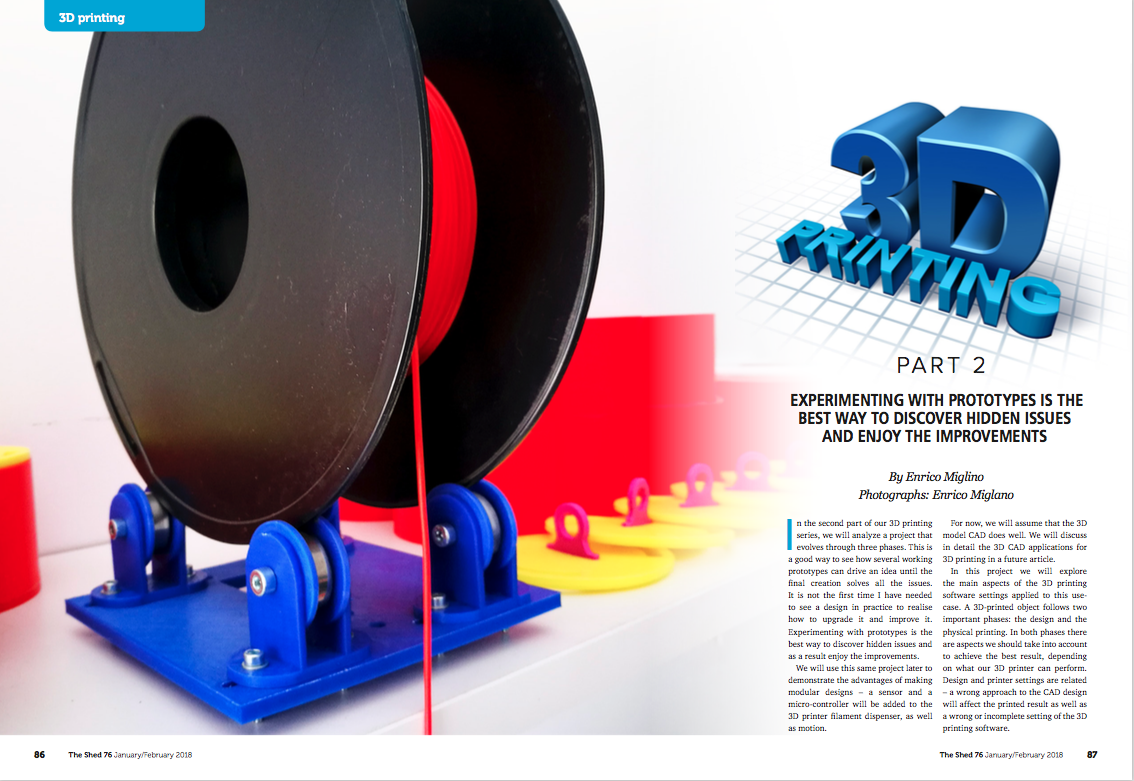 3D printing
3D
PRINTING
PART 2
EXPERIMENTING WITH PROTOTYPES IS THE
BEST WAY TO DISCOVER HIDDEN ISSUES
AND ENJOY THE IMPROVEMENTS
By Enrico Miglino
Photographs: Enrico Miglano
In the second part of our 3D printing
series, we will analyze a project that
evolves through three phases. This is
a good way to see how several working
prototypes can drive an idea until the
final creation solves all the issues.
It is not the first time I have needed
to see a design in practice to realise
how to upgrade it and improve it.
Experimenting with prototypes is the
best way to discover hidden issues and
as a result enjoy the improvements.
We will use this same project later to
demonstrate the advantages of making
modular designs – a sensor and a
micro-controller will be added to the
3D printer filament dispenser, as well
as motion.
For now, we will assume that the 3D
model CAD does well. We will discuss
in detail the 3D CAD applications for
3D printing in a future article.
In this project we will explore
the main aspects of the 3D printing
software settings applied to this use-
case. A 3D-printed object follows two
important phases: the design and the
physical printing. In both phases there
are aspects we should take into account
to achieve the best result, depending
on what our 3D printer can perform.
Design and printer settings are related
– a wrong approach to the CAD design
will affect the printed result as well as
a wrong or incomplete setting of the 3D
printing software.
86 The Shed 76 January/February 2018
The Shed 76 January/February 2018 87